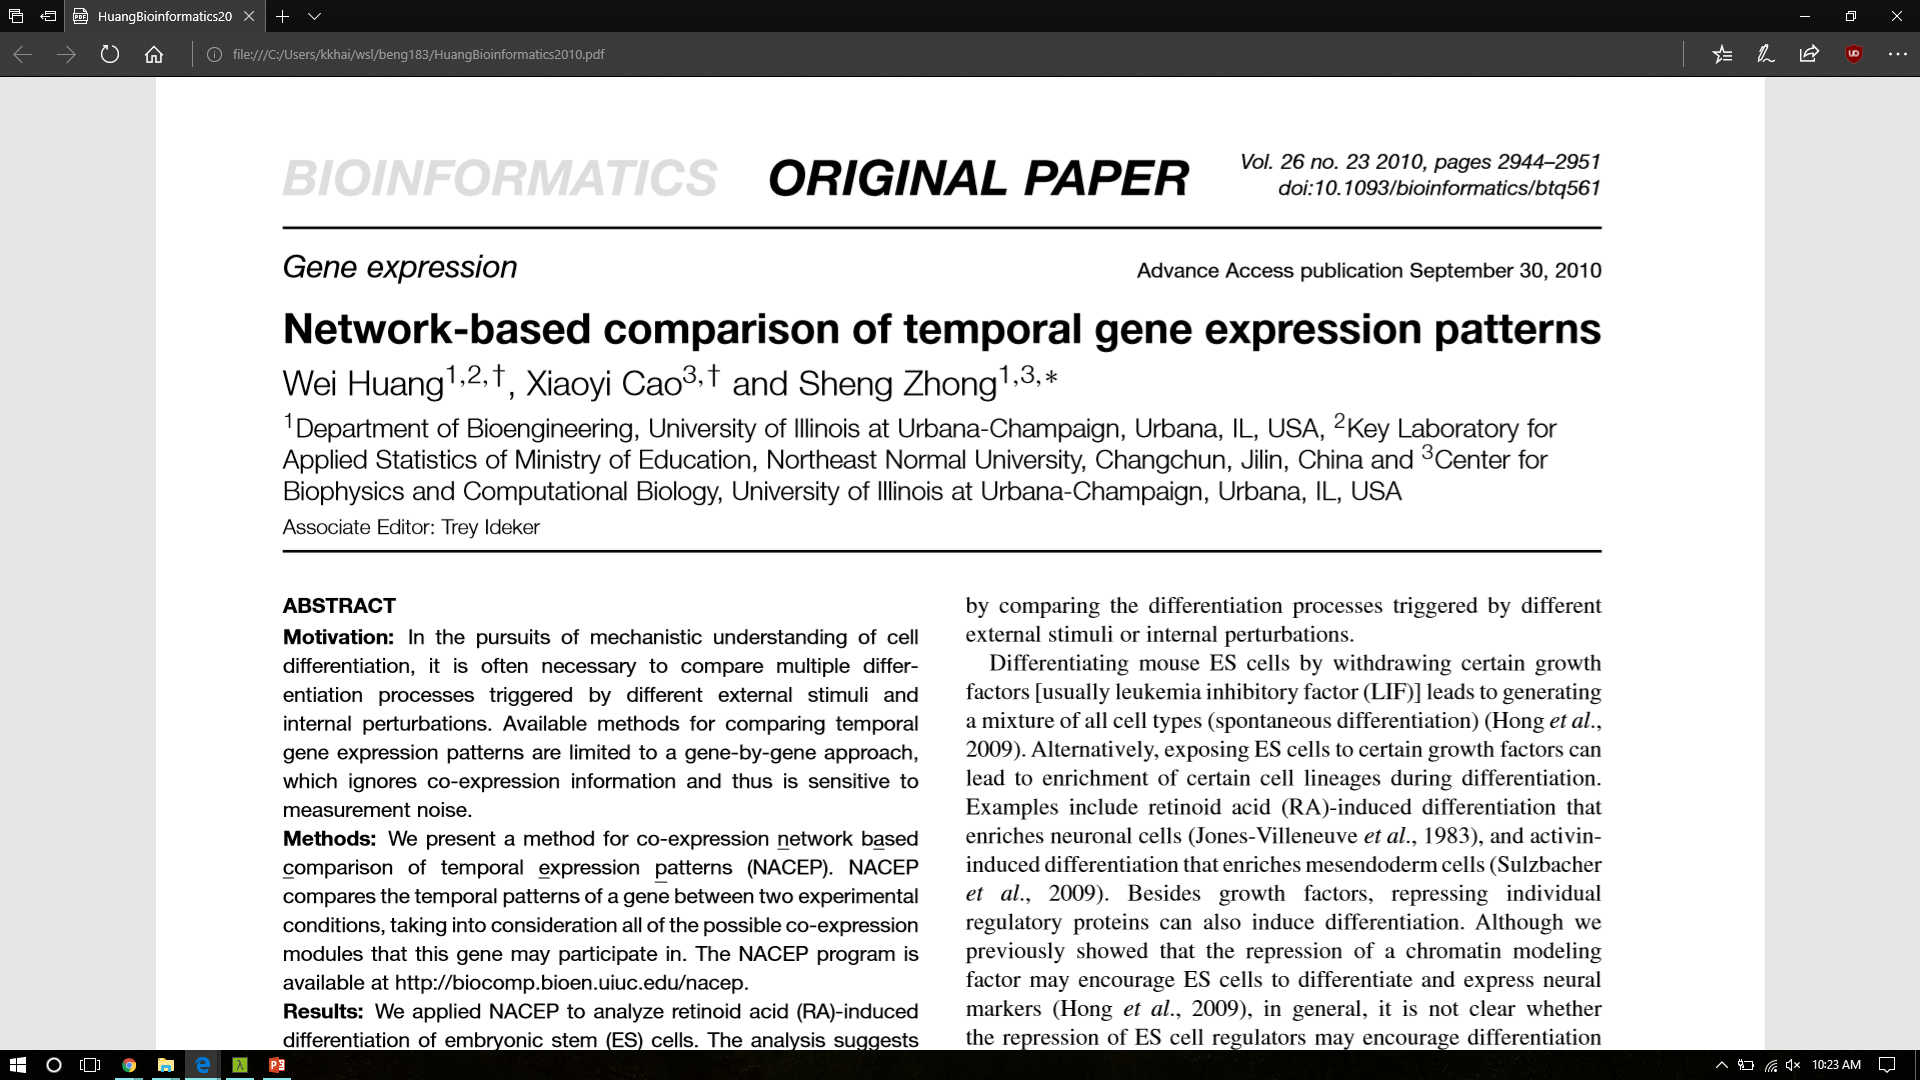 HuangBioinformatics20
file:///C:/Users/kkhai/wsl/beng183/HuangBioinformatics2010.pdf
BIOINFORMATICS ORIGINAL PAPER
Vol. 26 no. 23 2010, pages 2944–2951
doi:10.1093/bioinformatics/btq561
Gene expression
Advance Access publication September 30, 2010
Network-based comparison of temporal gene expression patterns
Wei Huang1,2,†, Xiaoyi Cao3,† and Sheng Zhong1,3,∗
1Department of Bioengineering, University of Illinois at Urbana-Champaign, Urbana, IL, USA, 2Key Laboratory for
Applied Statistics of Ministry of Education, Northeast Normal University, Changchun, Jilin, China and 3Center for
Biophysics and Computational Biology, University of Illinois at Urbana-Champaign, Urbana, IL, USA
Associate Editor: Trey Ideker
ABSTRACT
Motivation: In the pursuits of mechanistic understanding of cell
differentiation, it is often necessary to compare multiple differ-
entiation processes triggered by different external stimuli and
internal perturbations. Available methods for comparing temporal
gene expression patterns are limited to a gene-by-gene approach,
which ignores co-expression information and thus is sensitive to
measurement noise.
Methods: We present a method for co-expression network based
comparison of temporal expression patterns (NACEP). NACEP
compares the temporal patterns of a gene between two experimental
conditions, taking into consideration all of the possible co-expression
modules that this gene may participate in. The NACEP program is
available at http://biocomp.bioen.uiuc.edu/nacep.
Results: We applied NACEP to analyze retinoid acid (RA)-induced
differentiation of embryonic stem (ES) cells. The analysis suggests
by comparing the differentiation processes triggered by different
external stimuli or internal perturbations.
Differentiating mouse ES cells by withdrawing certain growth
factors [usually leukemia inhibitory factor (LIF)] leads to generating
a mixture of all cell types (spontaneous differentiation) (Hong et al.,
2009). Alternatively, exposing ES cells to certain growth factors can
lead to enrichment of certain cell lineages during differentiation.
Examples include retinoid acid (RA)-induced differentiation that
enriches neuronal cells (Jones-Villeneuve et al., 1983), and activin-
induced differentiation that enriches mesendoderm cells (Sulzbacher
et al., 2009). Besides growth factors, repressing individual
regulatory proteins can also induce differentiation. Although we
previously showed that the repression of a chromatin modeling
factor may encourage ES cells to differentiate and express neural
markers (Hong et al., 2009), in general, it is not clear whether
the repression of ES cell regulators may encourage differentiation
10:23 AM